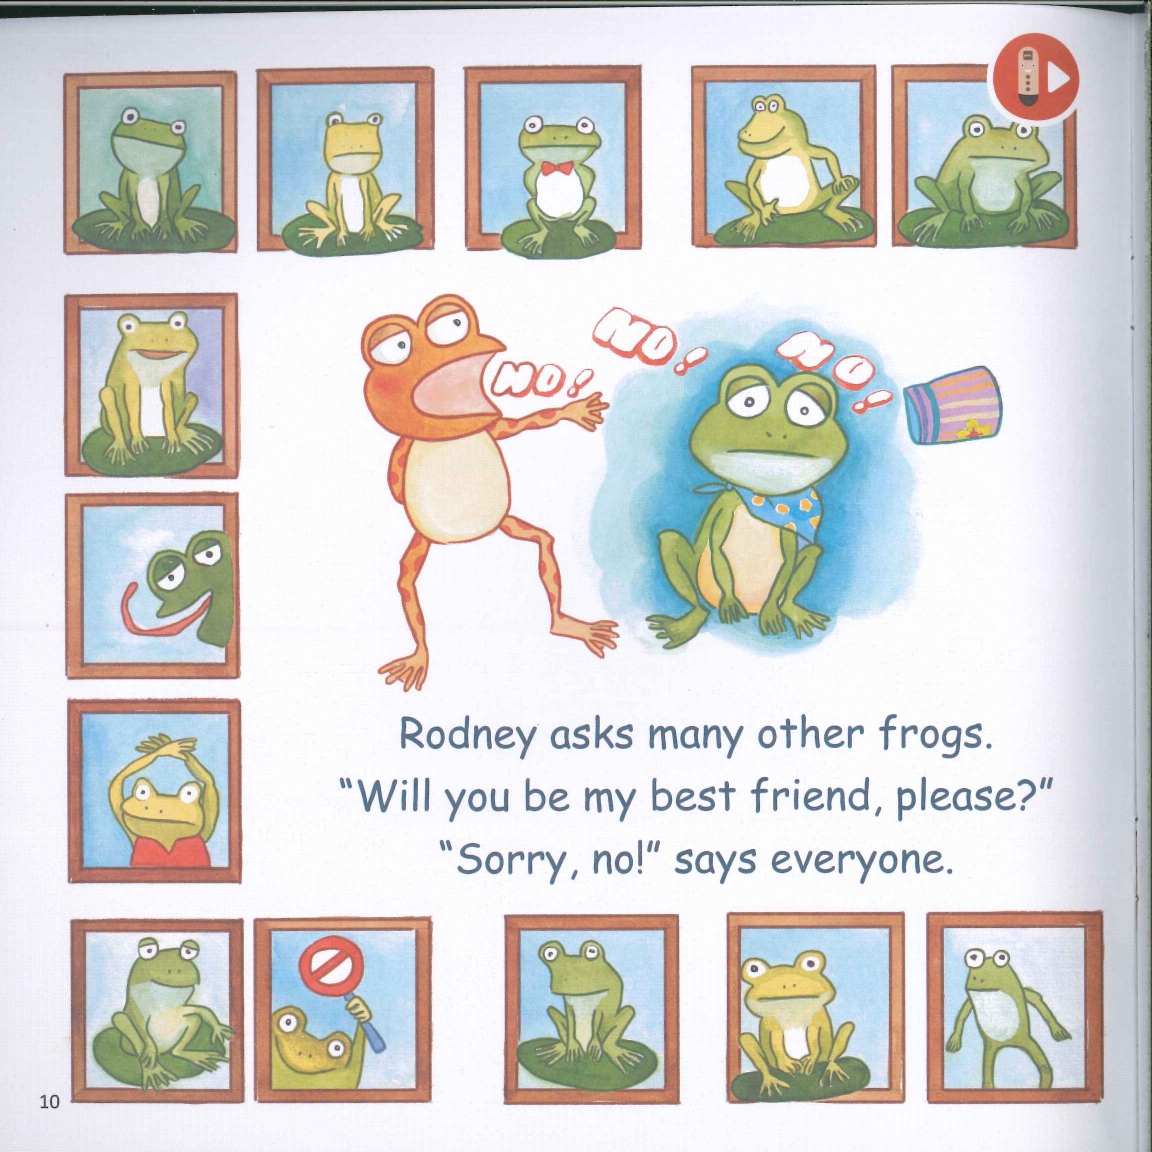 NO!
NO!
NO!
Rodney asks many other frogs.
“Will you be my best friend, please?”
“Sorry, no!” says everyone.
10